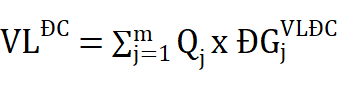 VL^ĐC = ∑_{j=1}^{m} Q_j x ĐG_j^{VLĐC}